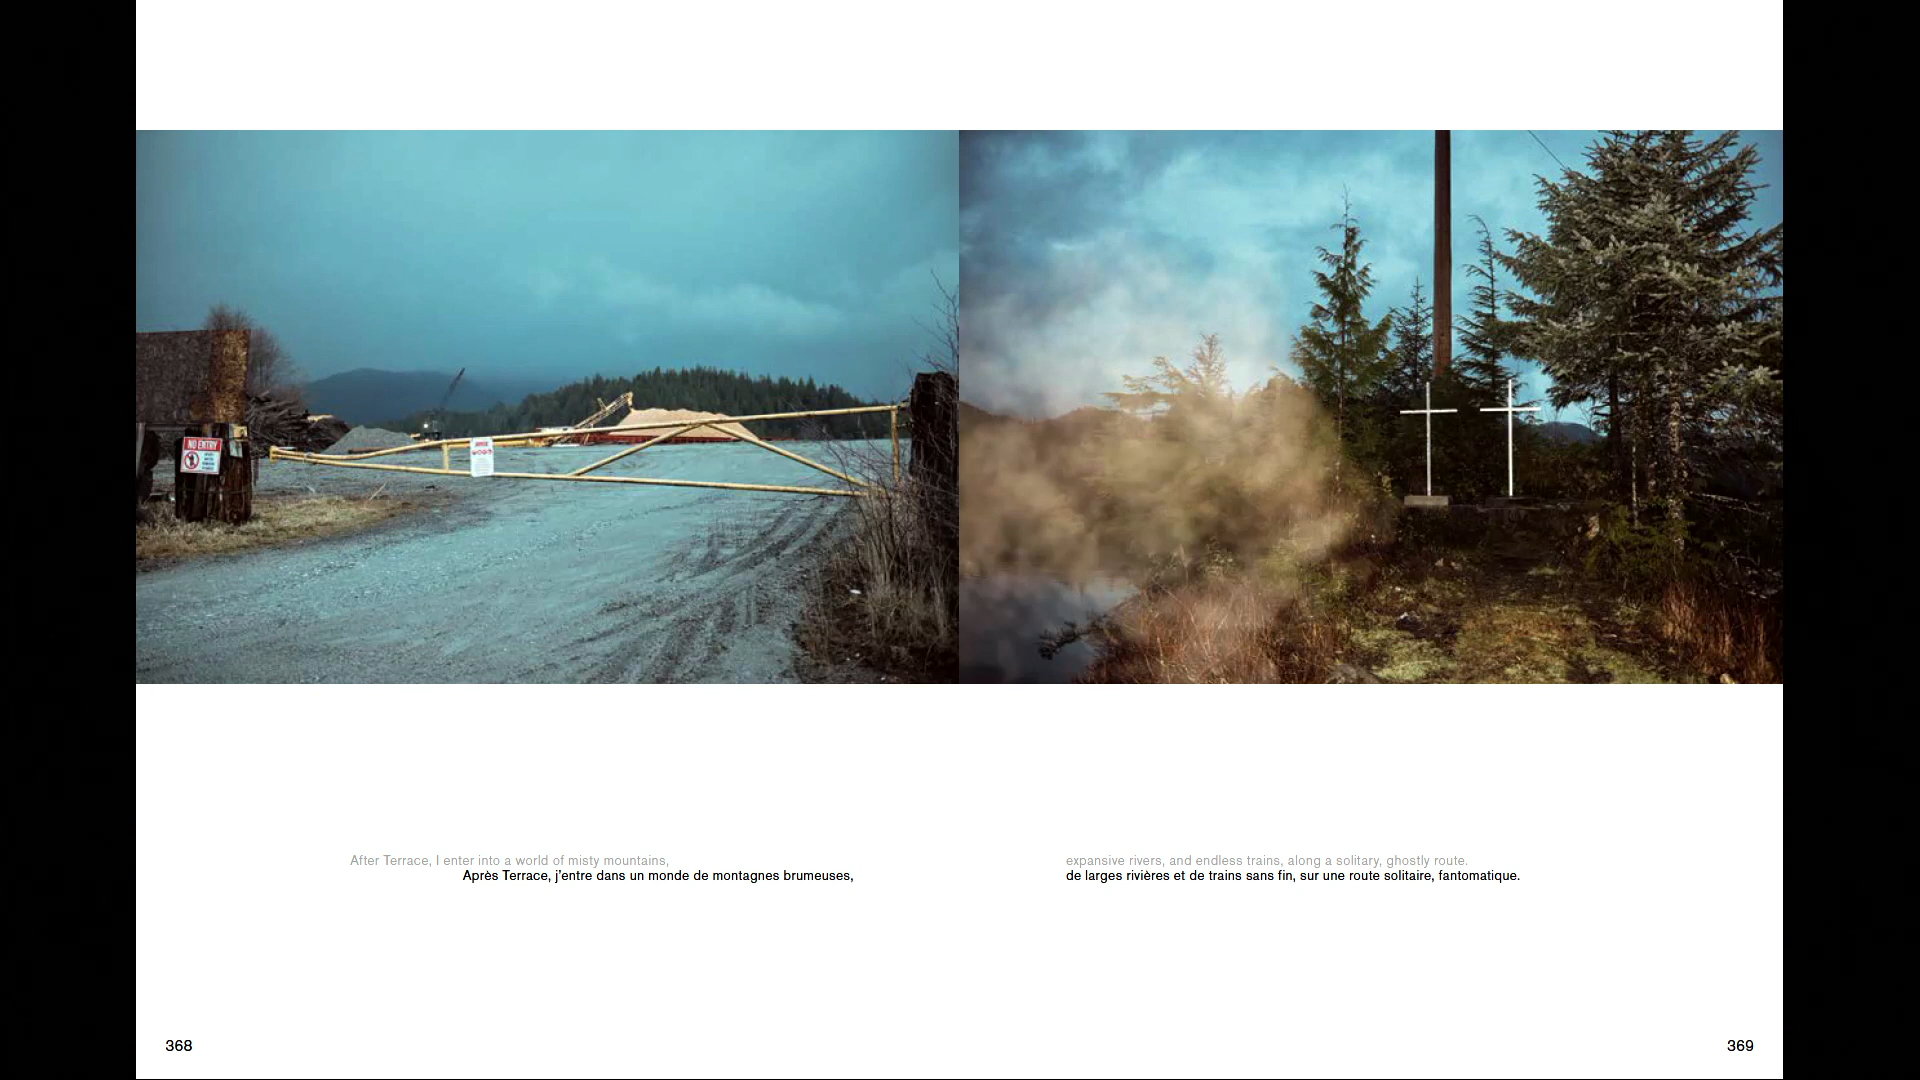 NO ENTRY
After Terrace, I enter into a world of misty mountains,
Après Terrace, j'entre dans un monde de montagnes brumeuses,
expansive rivers, and endless trains, along a solitary, ghostly route.
de larges rivières et de trains sans fin, sur une route solitaire, fantomatique.
368
369